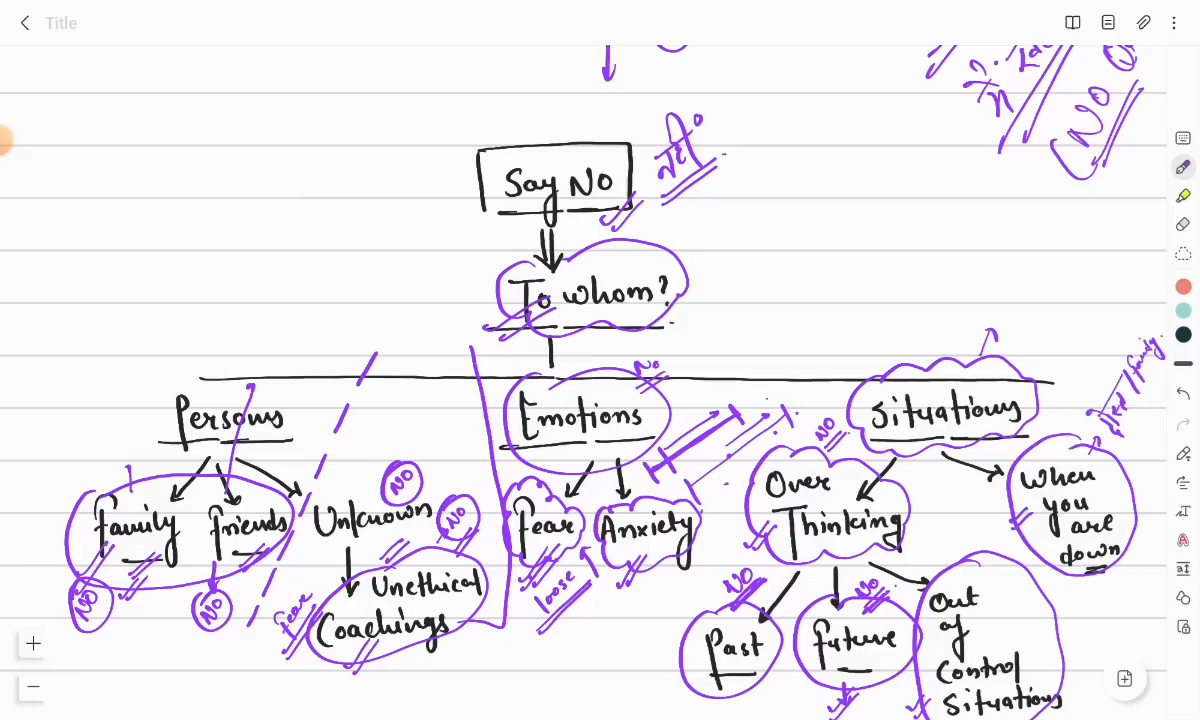 Title
NO
Say NO
To whom?
NO
Persons
Emotions
Situations
NO
Family
friends
Unknown
NO
NO
Fear
Anxiety
Over
Thinking
When
you
are
down
Unethical
Coachings
fear
loose
NO
NO
NO
NO
Past
future
Out
of
Control
Situations